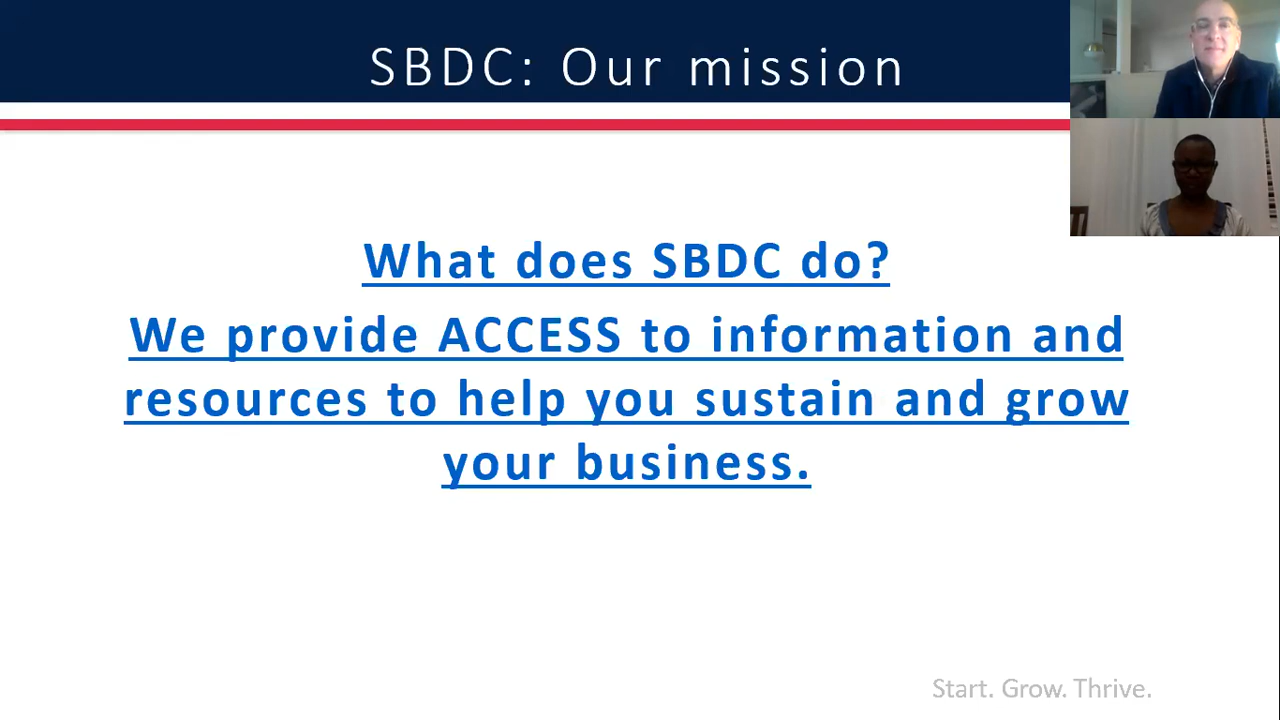 SBDC: Our mission
What does SBDC do?
We provide ACCESS to information and
resources to help you sustain and grow
your business.
Start. Grow. Thrive.